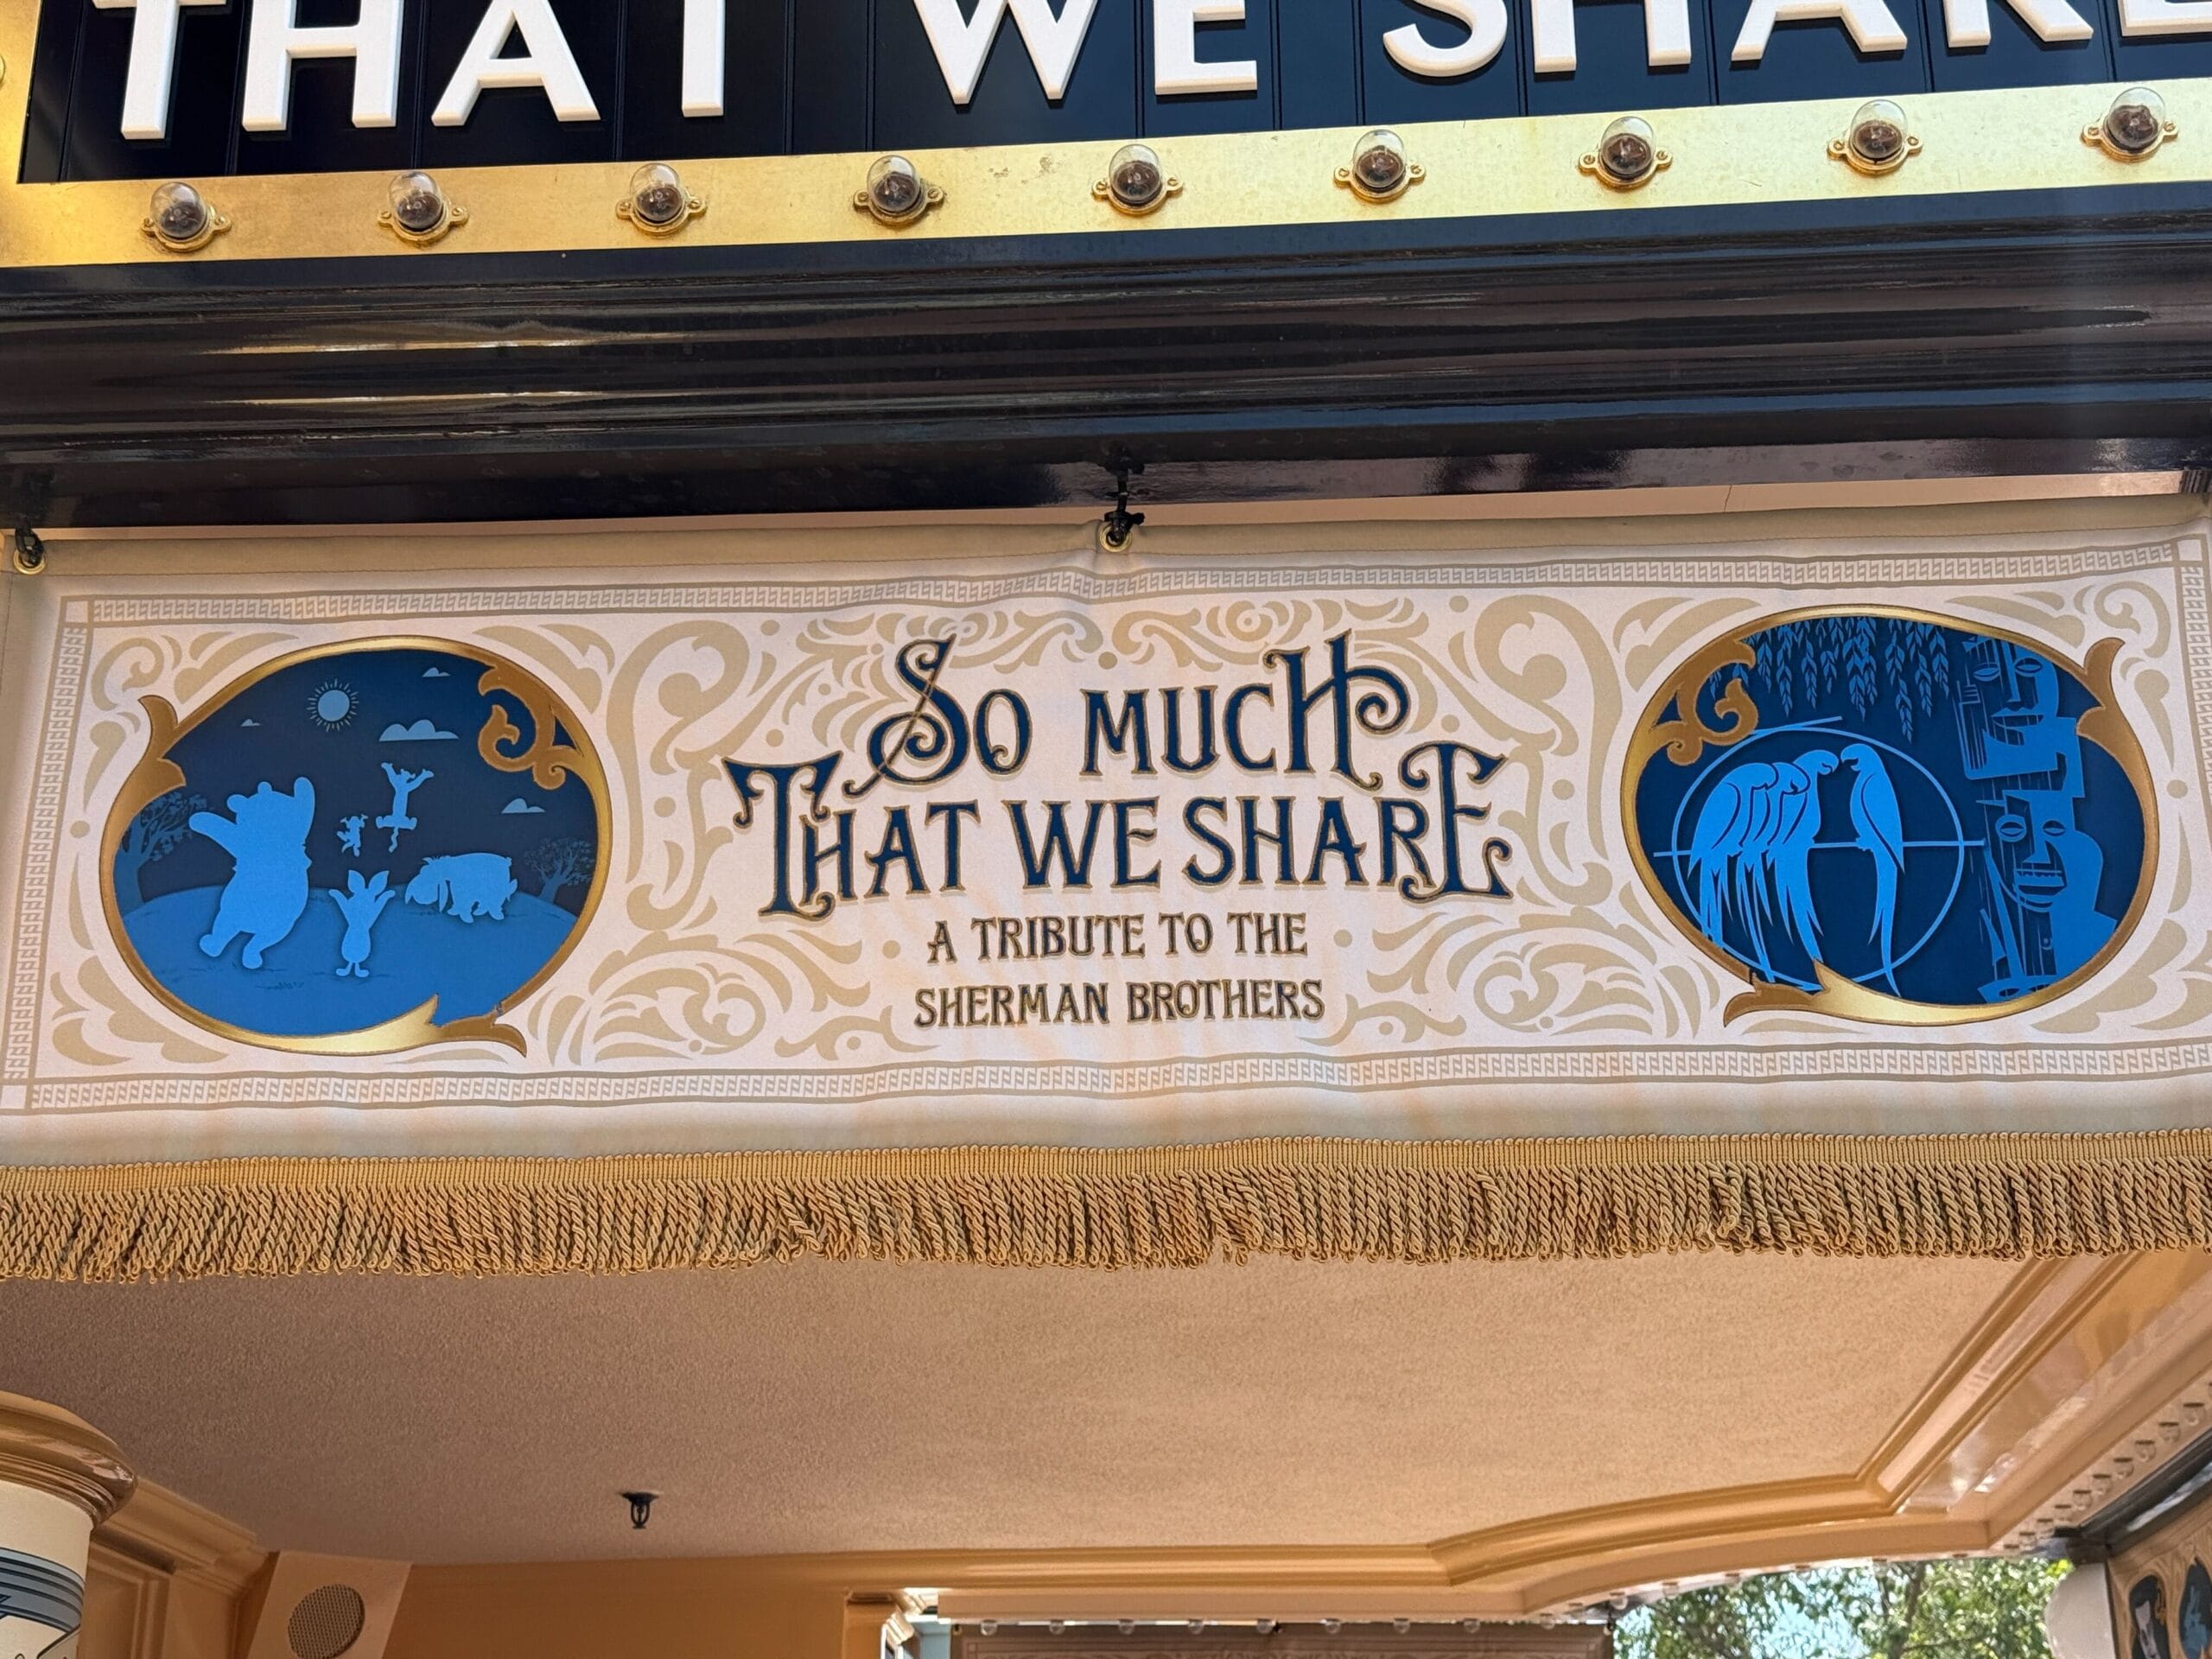 THAT WE SHARE
SO MUCH
THAT WE SHARE
A TRIBUTE TO THE
SHERMAN BROTHERS